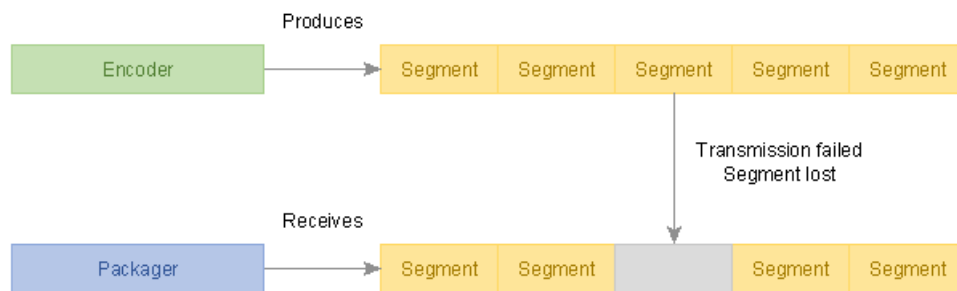 Produces
Encoder
Segment Segment Segment Segment Segment
Transmission failed
Segment lost
Receives
Packager
Segment Segment Segment Segment